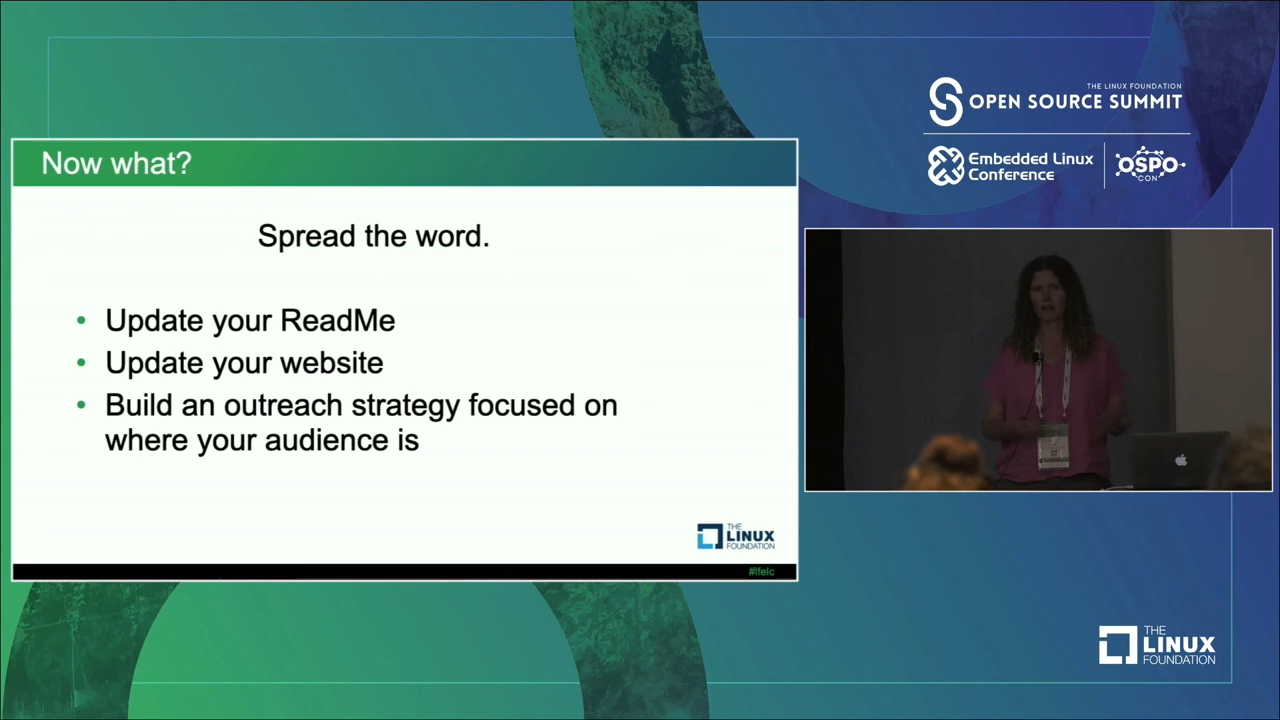 THE LINUX FOUNDATION
OPEN SOURCE SUMMIT
Embedded Linux
Conference
OSPO
CON
Now what?
Spread the word.
• Update your ReadMe
• Update your website
• Build an outreach strategy focused on
where your audience is
THE
LINUX
FOUNDATION
#lfelc
THE
LINUX
FOUNDATION